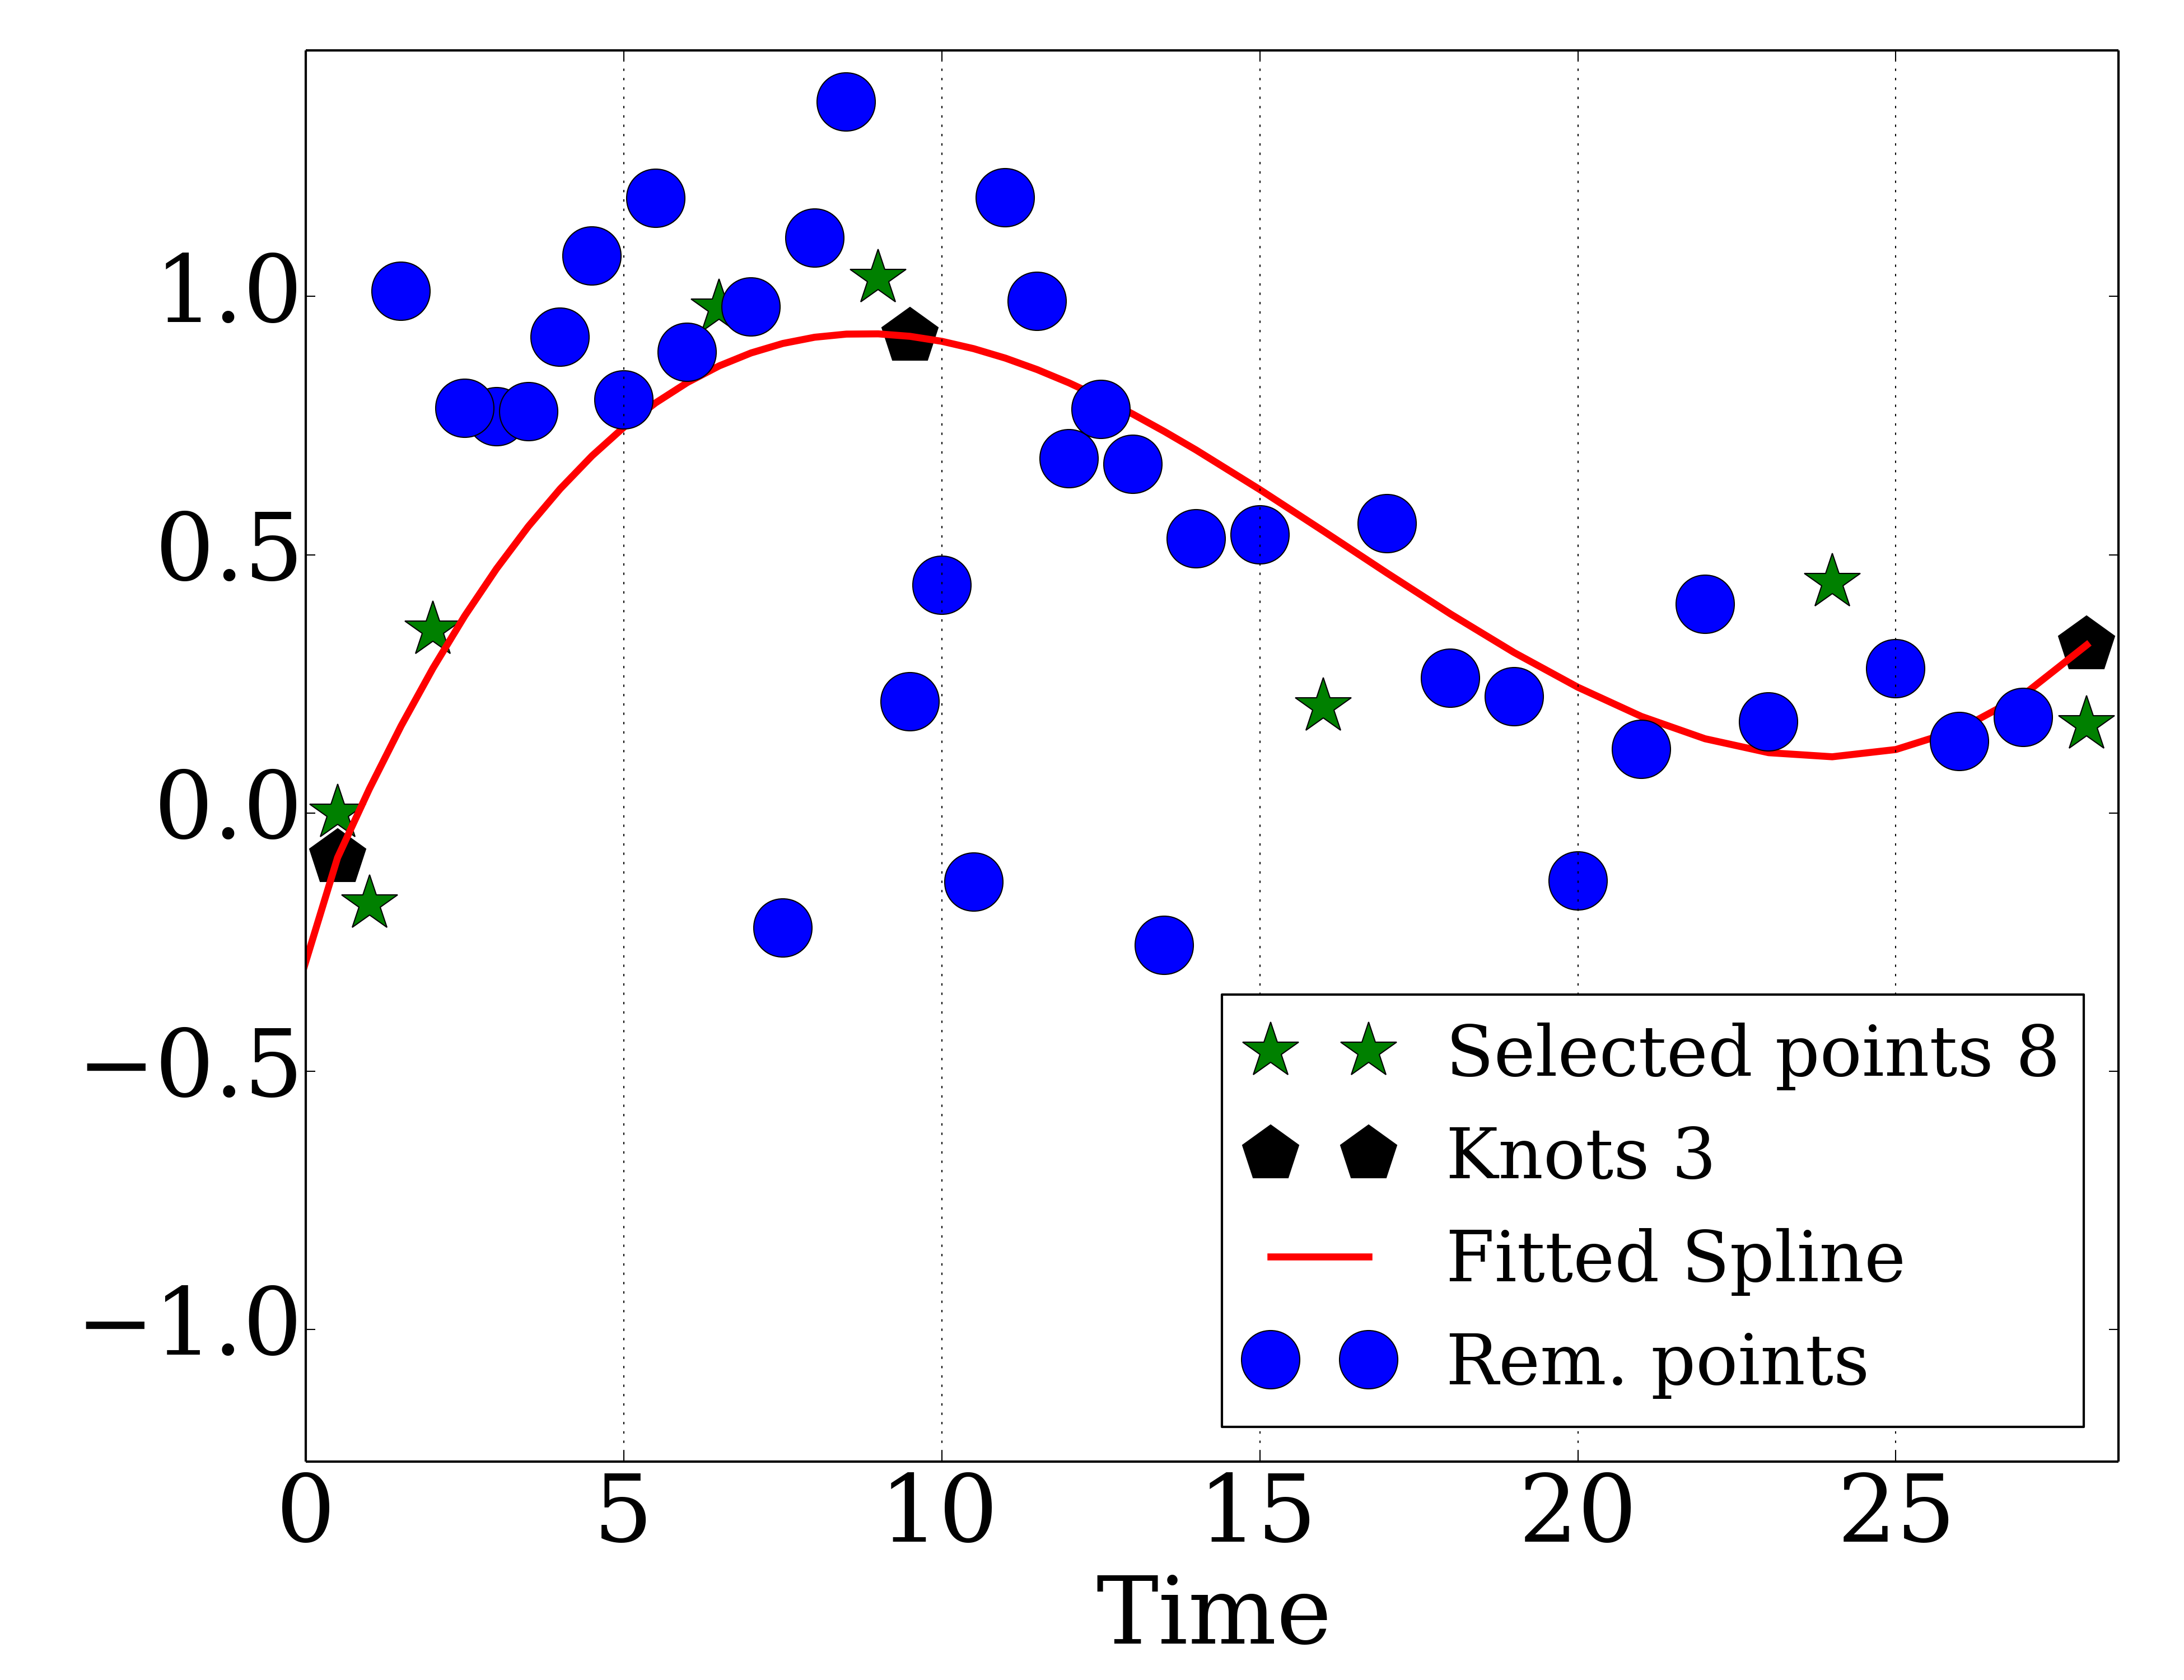 1.0
0.5
0.0
−0.5
−1.0
Selected points 8
Knots 3
Fitted Spline
Rem. points
0 5 10 15 20 25
Time